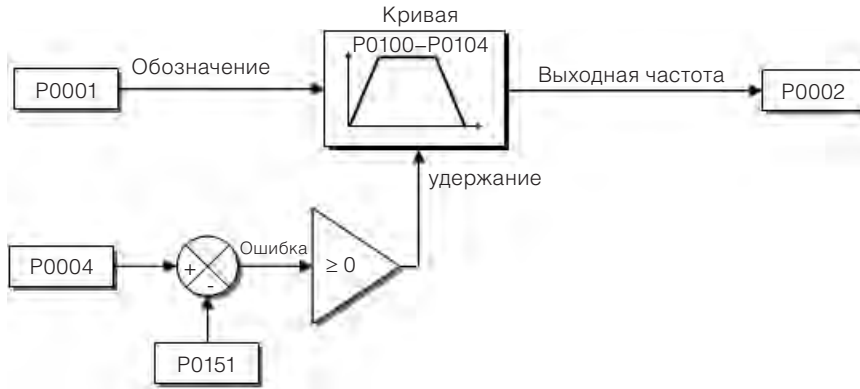 Кривая
P0100–P0104
Обозначение
P0001
Выходная частота
P0002
удержание
P0004
+
-
Ошибка
≥ 0
P0151